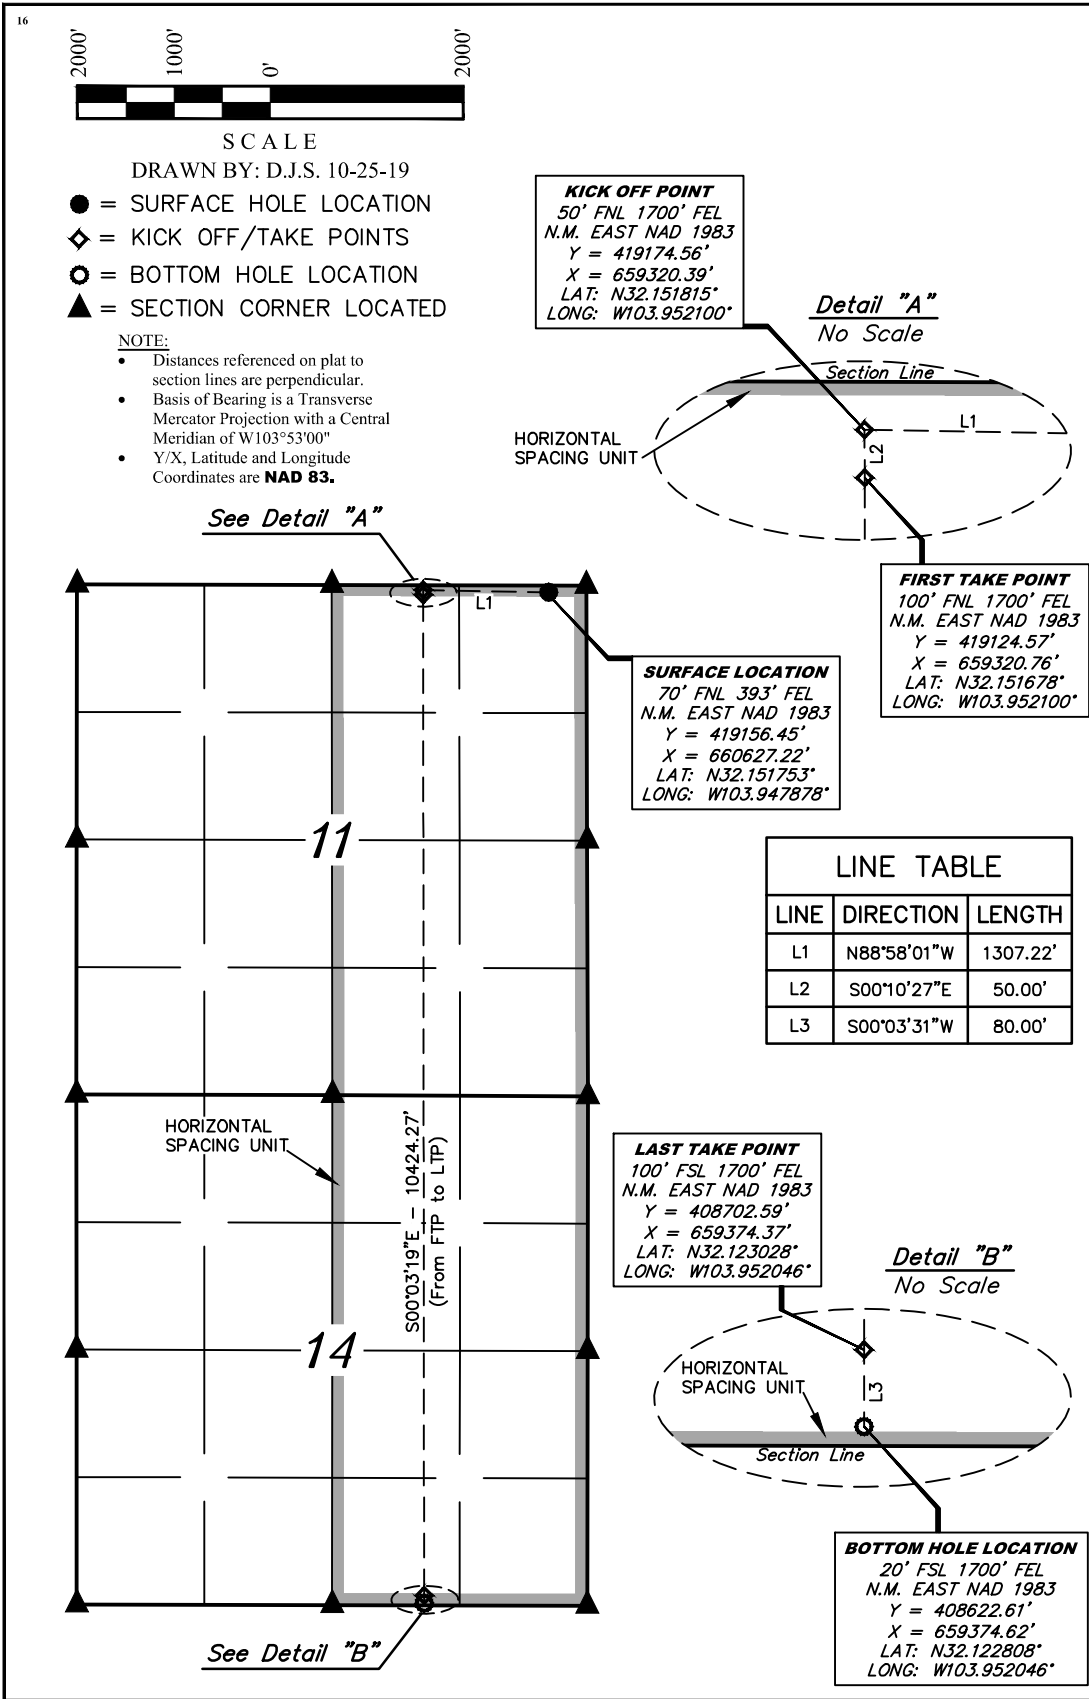 16
2000'
1000'
0'
2000'
SCALE
DRAWN BY: D.J.S. 10-25-19
= SURFACE HOLE LOCATION
= KICK OFF/TAKE POINTS
= BOTTOM HOLE LOCATION
= SECTION CORNER LOCATED
NOTE:
• Distances referenced on plat to
section lines are perpendicular.
• Basis of Bearing is a Transverse
Mercator Projection with a Central
Meridian of W103°53'00"
• Y/X, Latitude and Longitude
Coordinates are NAD 83.
KICK OFF POINT
50' FNL 1700' FEL
N.M. EAST NAD 1983
Y = 419174.56'
X = 659320.39'
LAT: N32.151815°
LONG: W103.952100°
Detail "A"
No Scale
Section Line
L1
L2
HORIZONTAL
SPACING UNIT
FIRST TAKE POINT
100' FNL 1700' FEL
N.M. EAST NAD 1983
Y = 419124.57'
X = 659320.76'
LAT: N32.151678°
LONG: W103.952100°
See Detail "A"
L1
SURFACE LOCATION
70' FNL 393' FEL
N.M. EAST NAD 1983
Y = 419156.45'
X = 660627.22'
LAT: N32.151753°
LONG: W103.947878°
11
LINE TABLE
LINE DIRECTION LENGTH
L1 N88°58'01"W 1307.22'
L2 S00°10'27"E 50.00'
L3 S00°03'31"W 80.00'
HORIZONTAL
SPACING UNIT
S00°03'19"E – 10424.27'
(From FTP to LTP)
14
LAST TAKE POINT
100' FSL 1700' FEL
N.M. EAST NAD 1983
Y = 408702.59'
X = 659374.37'
LAT: N32.123028°
LONG: W103.952046°
Detail "B"
No Scale
HORIZONTAL
SPACING UNIT
L3
Section Line
BOTTOM HOLE LOCATION
20' FSL 1700' FEL
N.M. EAST NAD 1983
Y = 408622.61'
X = 659374.62'
LAT: N32.122808°
LONG: W103.952046°
See Detail "B"